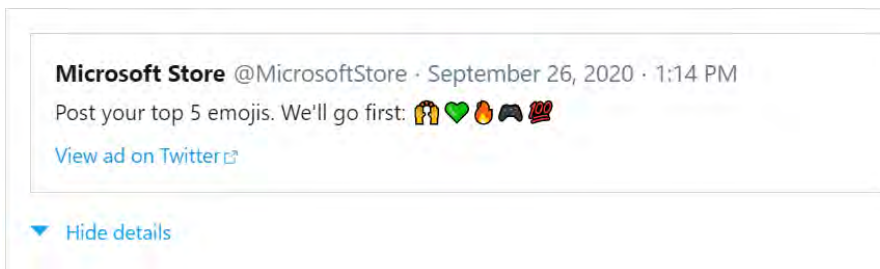 Microsoft Store @MicrosoftStore · September 26, 2020 · 1:14 PM
Post your top 5 emojis. We'll go first: 🙌💚🔥🎮💯
View ad on Twitter
Hide details